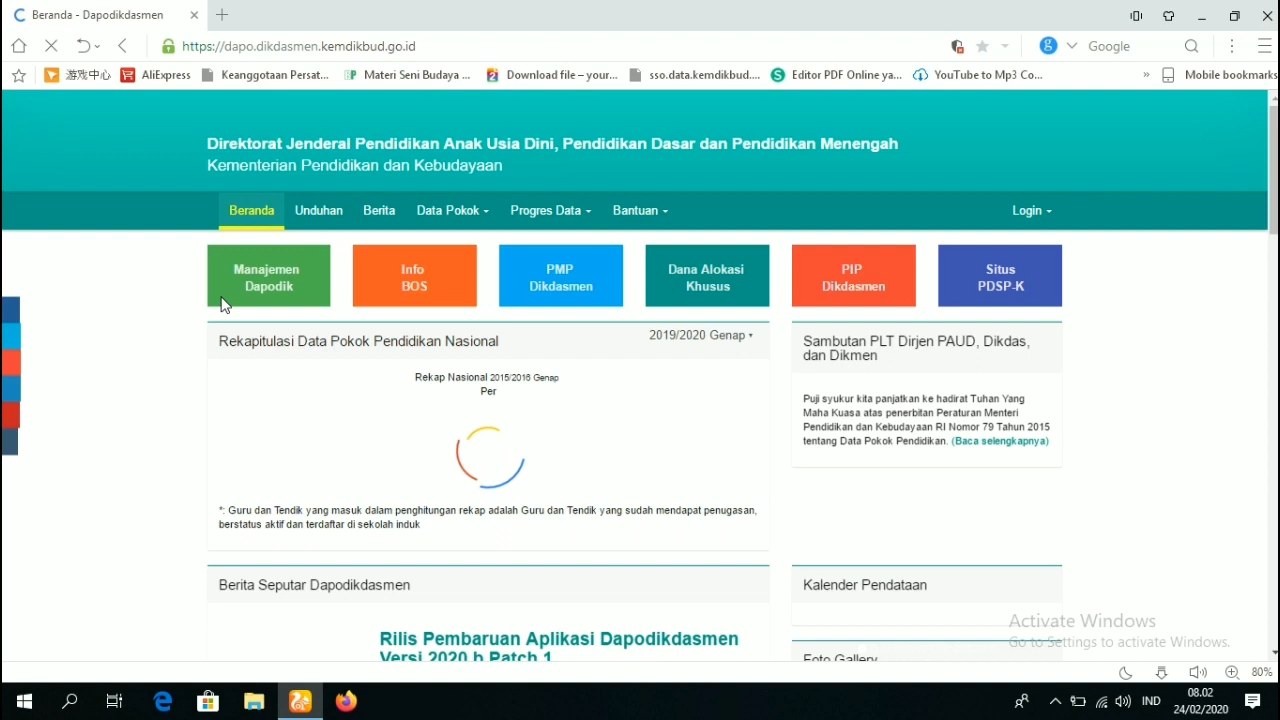 Beranda - Dapodikdasmen
https://dapo.dikdasmen.kemdikbud.go.id
Google
游戏中心
AliExpress
Keanggotaan Persat...
Materi Seni Budaya ...
Download file – your...
sso.data.kemdikbud....
Editor PDF Online ya...
YouTube to Mp3 Co...
»
Mobile bookmarks
Direktorat Jenderal Pendidikan Anak Usia Dini, Pendidikan Dasar dan Pendidikan Menengah
Kementerian Pendidikan dan Kebudayaan
Beranda
Unduhan
Berita
Data Pokok
Progres Data
Bantuan
Login
Manajemen
Dapodik
Info
BOS
PMP
Dikdasmen
Dana Alokasi
Khusus
PIP
Dikdasmen
Situs
PDSP-K
Rekapitulasi Data Pokok Pendidikan Nasional
2019/2020 Genap
Rekap Nasional 2015/2016 Genap
Per
*: Guru dan Tendik yang masuk dalam penghitungan rekap adalah Guru dan Tendik yang sudah mendapat penugasan,
berstatus aktif dan terdaftar di sekolah induk
Sambutan PLT Dirjen PAUD, Dikdas,
dan Dikmen
Puji syukur kita panjatkan ke hadirat Tuhan Yang
Maha Kuasa atas penerbitan Peraturan Menteri
Pendidikan dan Kebudayaan RI Nomor 79 Tahun 2015
tentang Data Pokok Pendidikan. (Baca selengkapnya)
Berita Seputar Dapodikdasmen
Rilis Pembaruan Aplikasi Dapodikdasmen
Versi 2020.b Patch 1
Kalender Pendataan
Foto Gallery
Activate Windows
Go to Settings to activate Windows.
80%
IND
08.02
24/02/2020